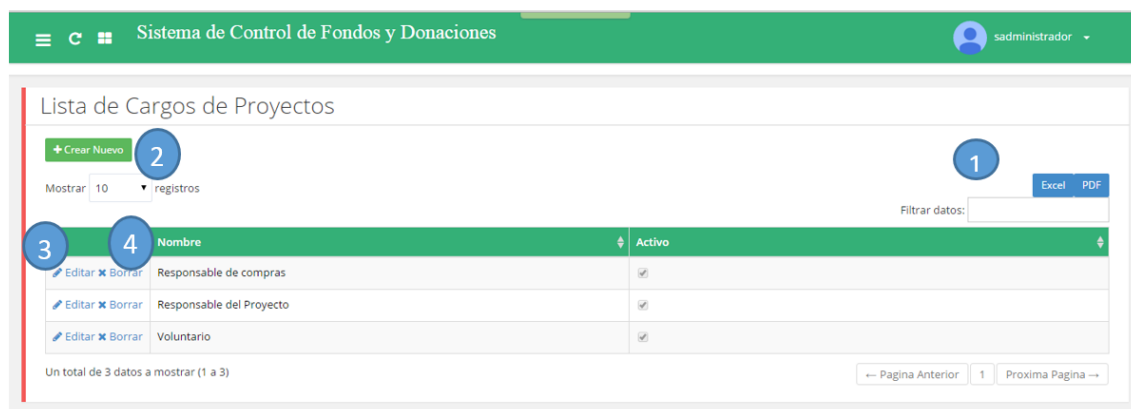 Sistema de Control de Fondos y Donaciones
sadministrador
Lista de Cargos de Proyectos
+ Crear Nuevo
2
1
Mostrar 10 registros
Excel PDF
Filtrar datos:
3
4
Nombre Activo
Editar × Borrar Responsable de compras
Editar × Borrar Responsable del Proyecto
Editar × Borrar Voluntario
Un total de 3 datos a mostrar (1 a 3)
← Pagina Anterior 1 Proxima Pagina →